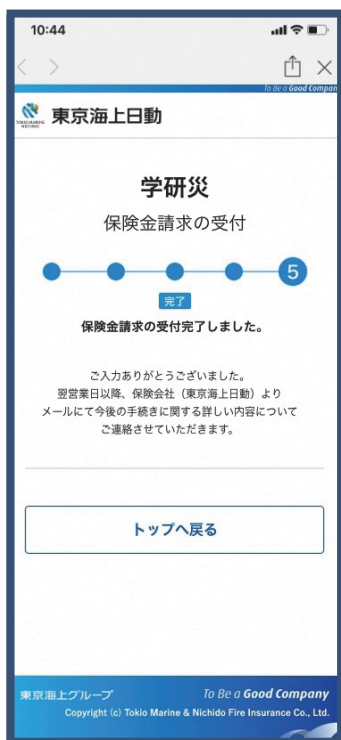 10:44
To Be a Good Company
TOKIO MARINE
NICHIDO
東京海上日動
学研災
保険金請求の受付
5
完了
保険金請求の受付完了しました。
ご入力ありがとうございました。
翌営業日以降、保険会社（東京海上日動）より
メールにて今後の手続きに関する詳しい内容について
ご連絡させていただきます。
トップへ戻る
東京海上グループ
To Be a Good Company
Copyright (c) Tokio Marine & Nichido Fire Insurance Co., Ltd.